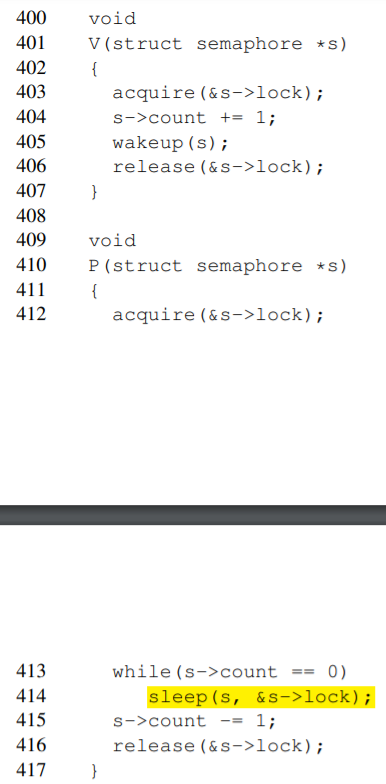 400 void
401 V(struct semaphore *s)
402 {
403 acquire(&s->lock);
404 s->count += 1;
405 wakeup(s);
406 release(&s->lock);
407 }
408
409 void
410 P(struct semaphore *s)
411 {
412 acquire(&s->lock);
413 while(s->count == 0)
414 sleep(s, &s->lock);
415 s->count -= 1;
416 release(&s->lock);
417 }